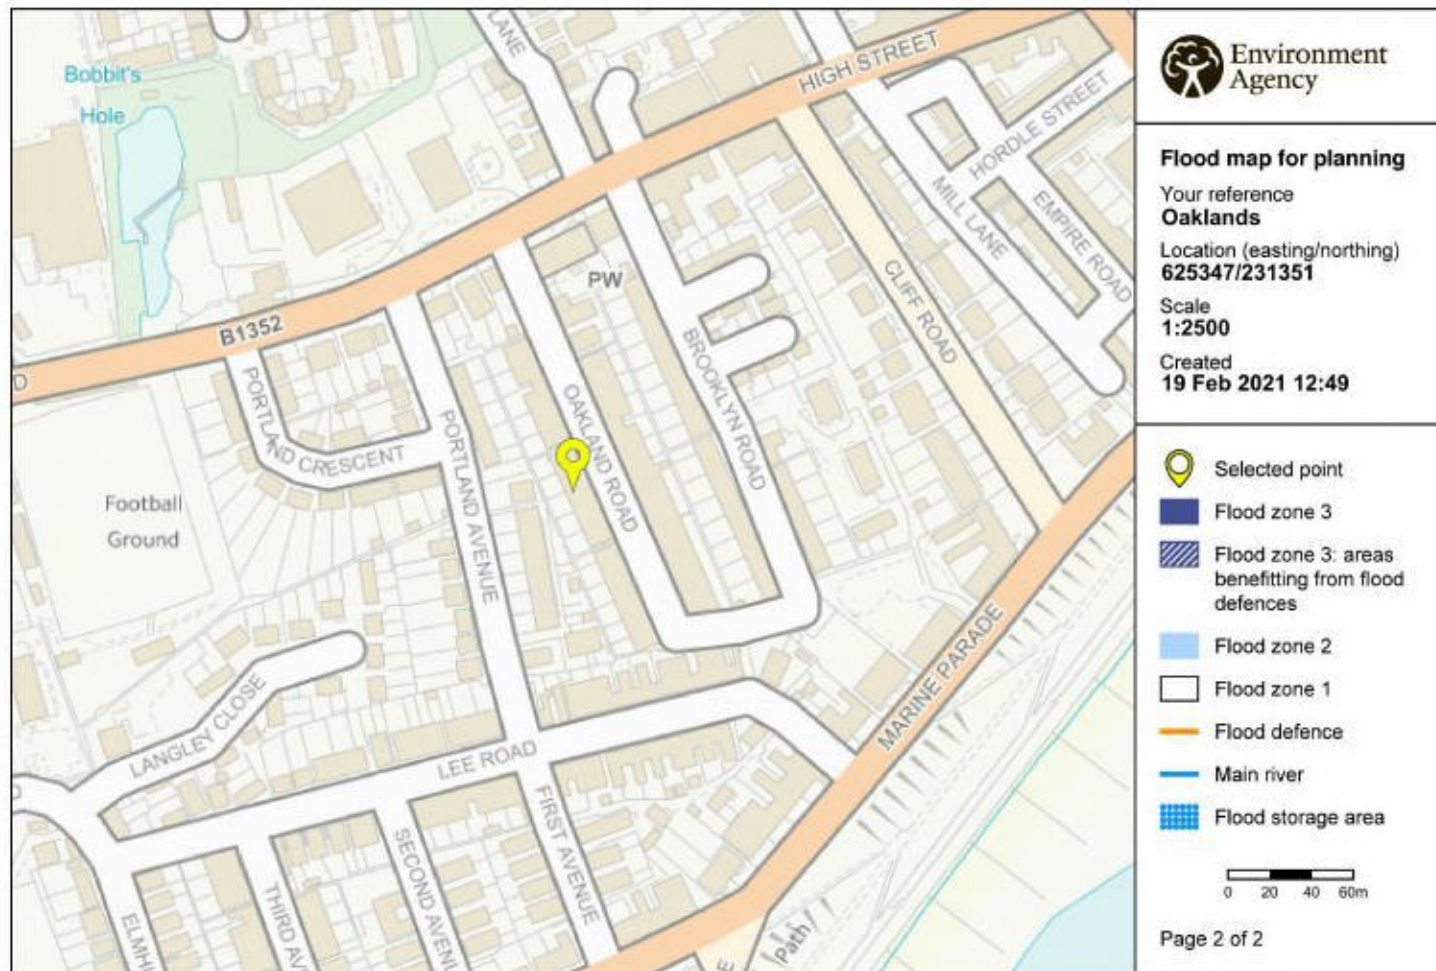 Bobbit's
Hole
LANE
HIGH STREET
HORDLE STREET
MILL LANE
EMPIRE ROAD
PW
CLIFF ROAD
B1352
D
PORTLAND CRESCENT
PORTLAND AVENUE
OAKLAND ROAD
BROOKLYN ROAD
Football
Ground
MARINE PARADE
LANGLEY CLOSE
LEE ROAD
FIRST AVENUE
SECOND AVENU
THIRD AV
ELMH
Path
E
Environment
Agency
Flood map for planning
Your reference
Oaklands
Location (easting/northing)
625347/231351
Scale
1:2500
Created
19 Feb 2021 12:49
Selected point
Flood zone 3
Flood zone 3: areas
benefitting from flood
defences
Flood zone 2
Flood zone 1
Flood defence
Main river
Flood storage area
0 20 40 60m
Page 2 of 2